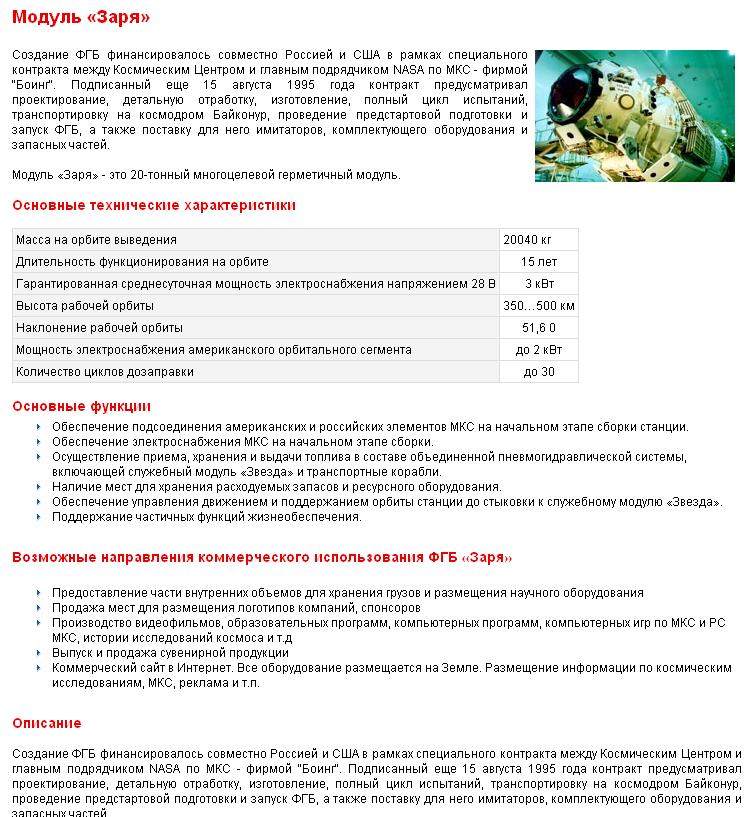 Модуль «Заря»
Создание ФГБ финансировалось совместно Россией и США в рамках специального
контракта между Космическим Центром и главным подрядчиком NASA по МКС - фирмой
"Боинг". Подписанный еще 15 августа 1995 года контракт предусматривал
проектирование, детальную отработку, изготовление, полный цикл испытаний,
транспортировку на космодром Байконур, проведение предстартовой подготовки и
запуск ФГБ, а также поставку для него имитаторов, комплектующего оборудования и
запасных частей.
Модуль «Заря» - это 20-тонный многоцелевой герметичный модуль.
Основные технические характеристики
Масса на орбите выведения 20040 кг
Длительность функционирования на орбите 15 лет
Гарантированная среднесуточная мощность электроснабжения напряжением 28 В 3 кВт
Высота рабочей орбиты 350...500 км
Наклонение рабочей орбиты 51,6 0
Мощность электроснабжения американского орбитального сегмента до 2 кВт
Количество циклов дозаправки до 30
Основные функции
Обеспечение подсоединения американских и российских элементов МКС на начальном этапе сборки станции.
Обеспечение электроснабжения МКС на начальном этапе сборки.
Осуществление приема, хранения и выдачи топлива в составе объединенной пневмогидравлической системы,
включающей служебный модуль «Звезда» и транспортные корабли.
Наличие мест для хранения расходуемых запасов и ресурсного оборудования.
Обеспечение управления движением и поддержанием орбиты станции до стыковки к служебному модулю «Звезда».
Поддержание частичных функций жизнеобеспечения.
Возможные направления коммерческого использования ФГБ «Заря»
Предоставление части внутренних объемов для хранения грузов и размещения научного оборудования
Продажа мест для размещения логотипов компаний, спонсоров
Производство видеофильмов, образовательных программ, компьютерных программ, компьютерных игр по МКС и РС
МКС, истории исследований космоса и т.д
Выпуск и продажа сувенирной продукции
Коммерческий сайт в Интернет. Все оборудование размещается на Земле. Размещение информации по космическим
исследованиям, МКС, реклама и т.п.
Описание
Создание ФГБ финансировалось совместно Россией и США в рамках специального контракта между Космическим Центром и
главным подрядчиком NASA по МКС - фирмой "Боинг". Подписанный еще 15 августа 1995 года контракт предусматривал
проектирование, детальную отработку, изготовление, полный цикл испытаний, транспортировку на космодром Байконур,
проведение предстартовой подготовки и запуск ФГБ, а также поставку для него имитаторов, комплектующего оборудования и
запасных частей